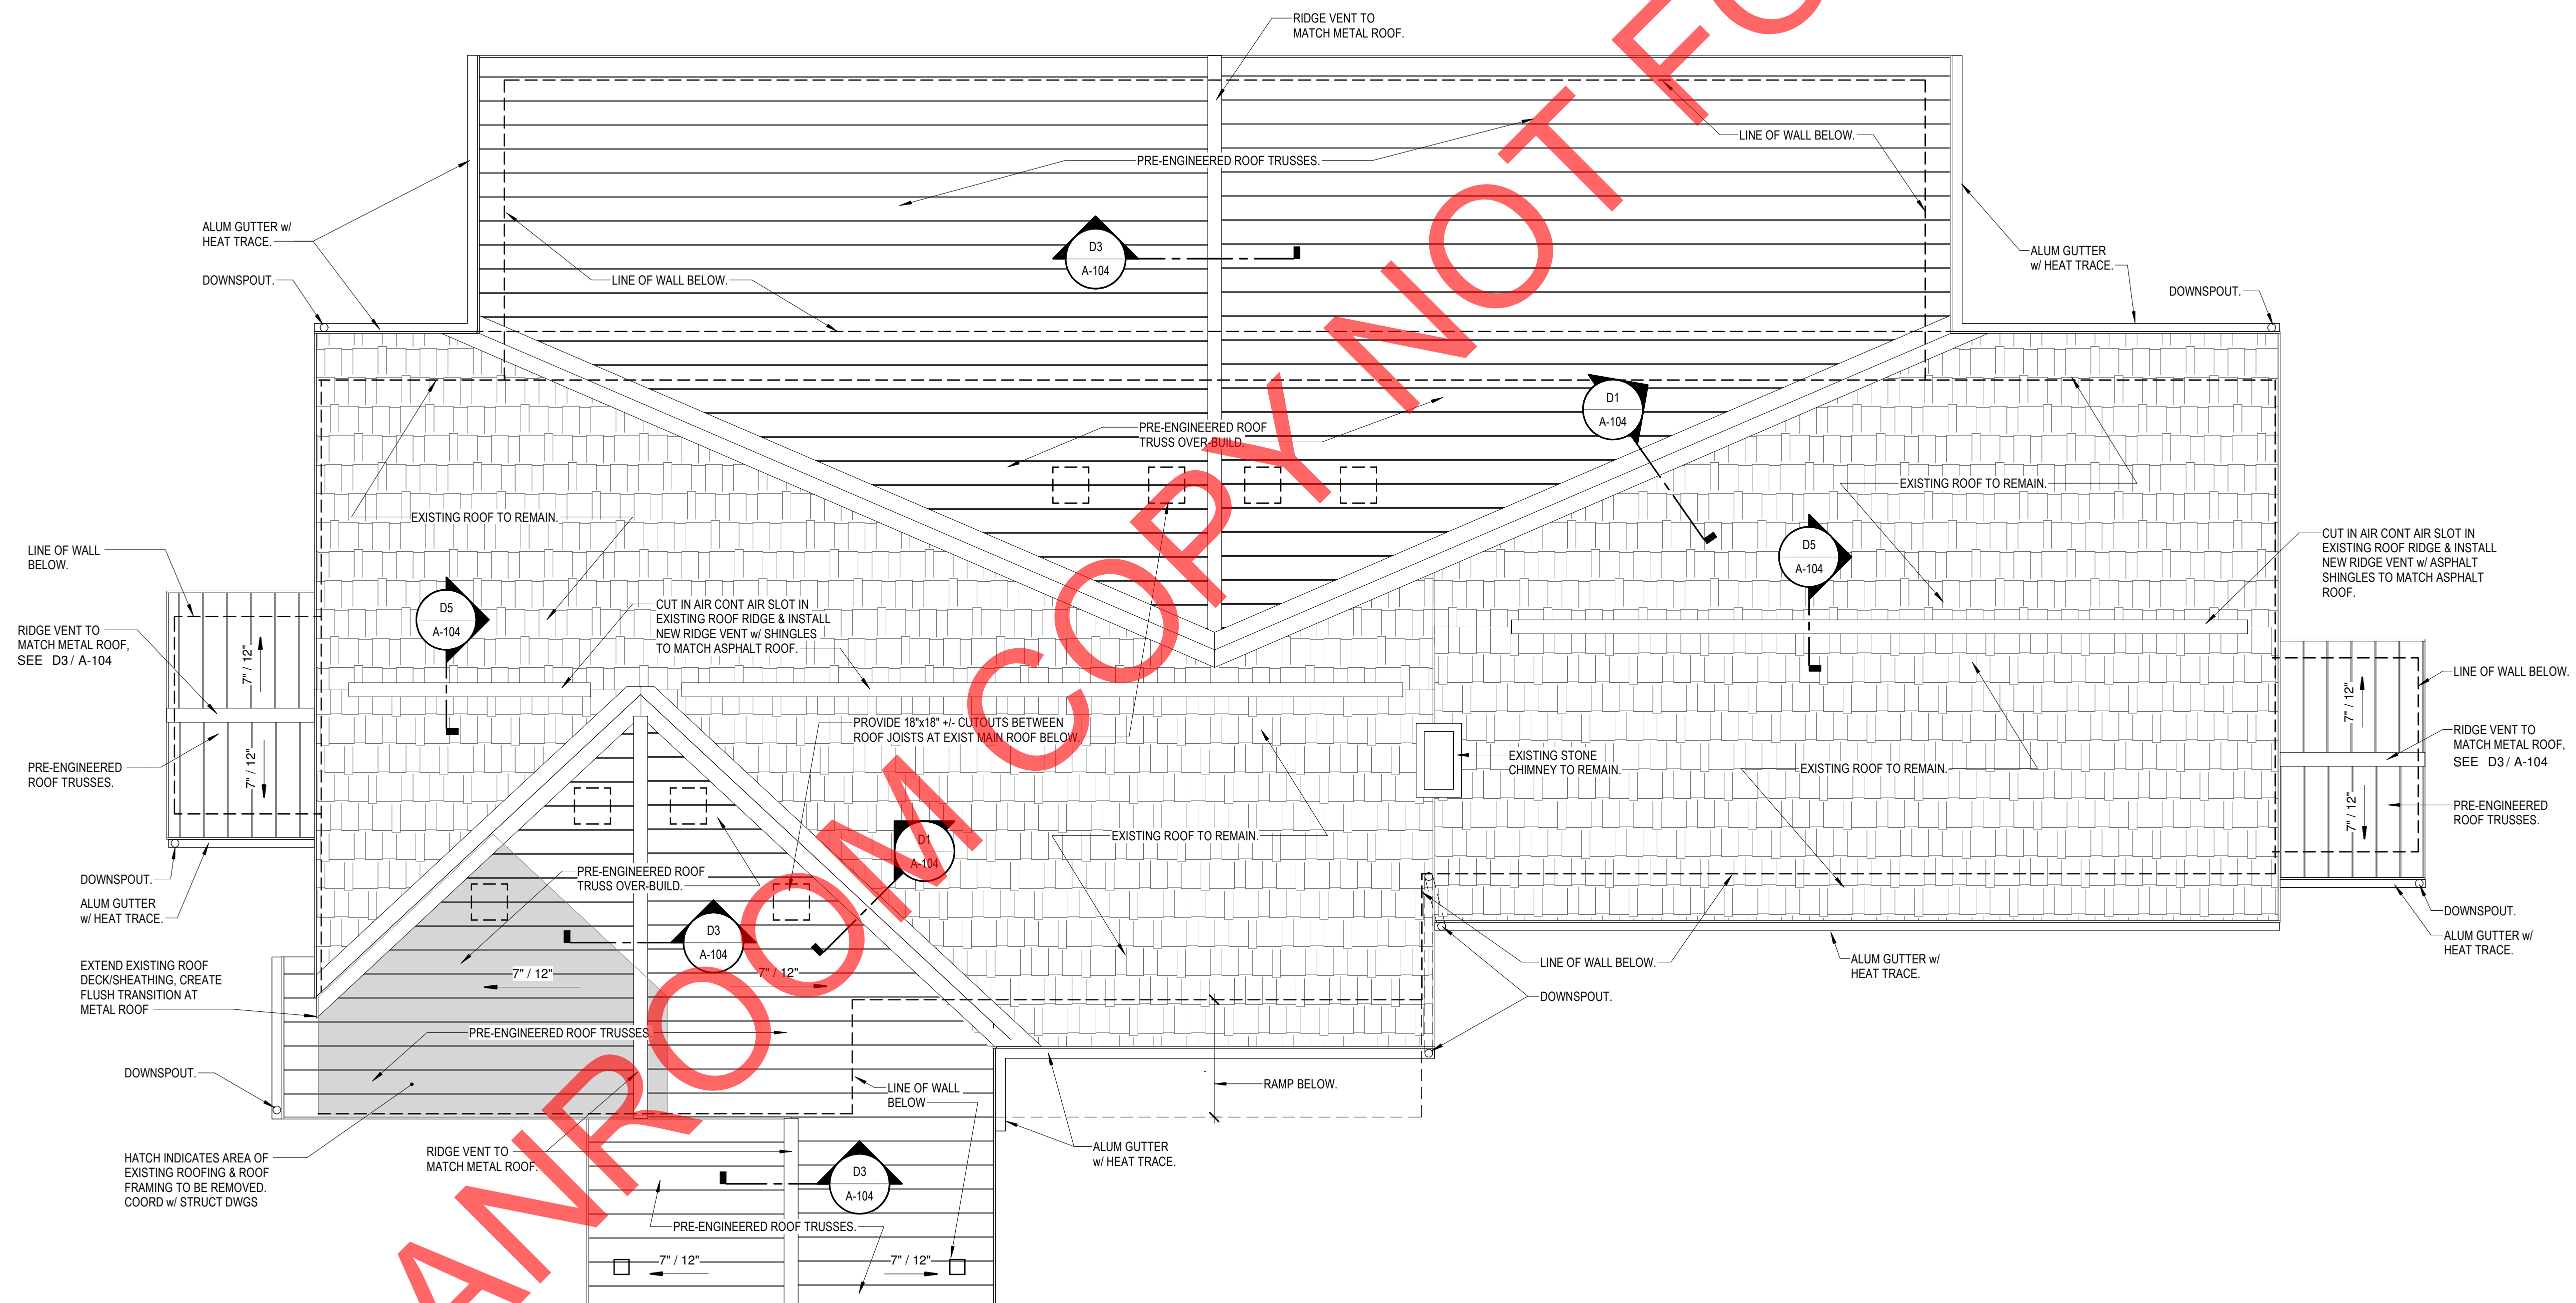 RIDGE VENT TO
MATCH METAL ROOF.
LINE OF WALL BELOW.
PRE-ENGINEERED ROOF TRUSSES.
ALUM GUTTER w/
HEAT TRACE.
D3
A-104
ALUM GUTTER
w/ HEAT TRACE.
DOWNSPOUT.
LINE OF WALL BELOW.
DOWNSPOUT.
D1
A-104
PRE-ENGINEERED ROOF
TRUSS OVER-BUILD.
EXISTING ROOF TO REMAIN.
EXISTING ROOF TO REMAIN.
LINE OF WALL
BELOW.
D5
A-104
CUT IN AIR CONT AIR SLOT IN
EXISTING ROOF RIDGE & INSTALL
NEW RIDGE VENT w/ ASPHALT
SHINGLES TO MATCH ASPHALT
ROOF.
D5
A-104
CUT IN AIR CONT AIR SLOT IN
EXISTING ROOF RIDGE & INSTALL
NEW RIDGE VENT w/ SHINGLES
TO MATCH ASPHALT ROOF.
RIDGE VENT TO
MATCH METAL ROOF,
SEE D3 / A-104
7" / 12"
7" / 12"
LINE OF WALL BELOW.
7" / 12"
7" / 12"
RIDGE VENT TO
MATCH METAL ROOF,
SEE D3 / A-104
PROVIDE 18"x18" +/- CUTOUTS BETWEEN
ROOF JOISTS AT EXIST MAIN ROOF BELOW.
EXISTING STONE
CHIMNEY TO REMAIN.
EXISTING ROOF TO REMAIN.
PRE-ENGINEERED
ROOF TRUSSES.
PRE-ENGINEERED
ROOF TRUSSES.
EXISTING ROOF TO REMAIN.
D1
A-104
DOWNSPOUT.
PRE-ENGINEERED ROOF
TRUSS OVER-BUILD.
ALUM GUTTER
w/ HEAT TRACE.
DOWNSPOUT.
D3
A-104
ALUM GUTTER w/
HEAT TRACE.
EXTEND EXISTING ROOF
DECK/SHEATHING, CREATE
FLUSH TRANSITION AT
METAL ROOF
7" / 12"
7" / 12"
LINE OF WALL BELOW.
ALUM GUTTER w/
HEAT TRACE.
DOWNSPOUT.
PRE-ENGINEERED ROOF TRUSSES.
DOWNSPOUT.
LINE OF WALL
BELOW
RAMP BELOW.
HATCH INDICATES AREA OF
EXISTING ROOFING & ROOF
FRAMING TO BE REMOVED.
COORD w/ STRUCT DWGS
RIDGE VENT TO
MATCH METAL ROOF.
D3
A-104
ALUM GUTTER
w/ HEAT TRACE.
PRE-ENGINEERED ROOF TRUSSES.
7" / 12"
7" / 12"
ANROOM COPY NOT FO